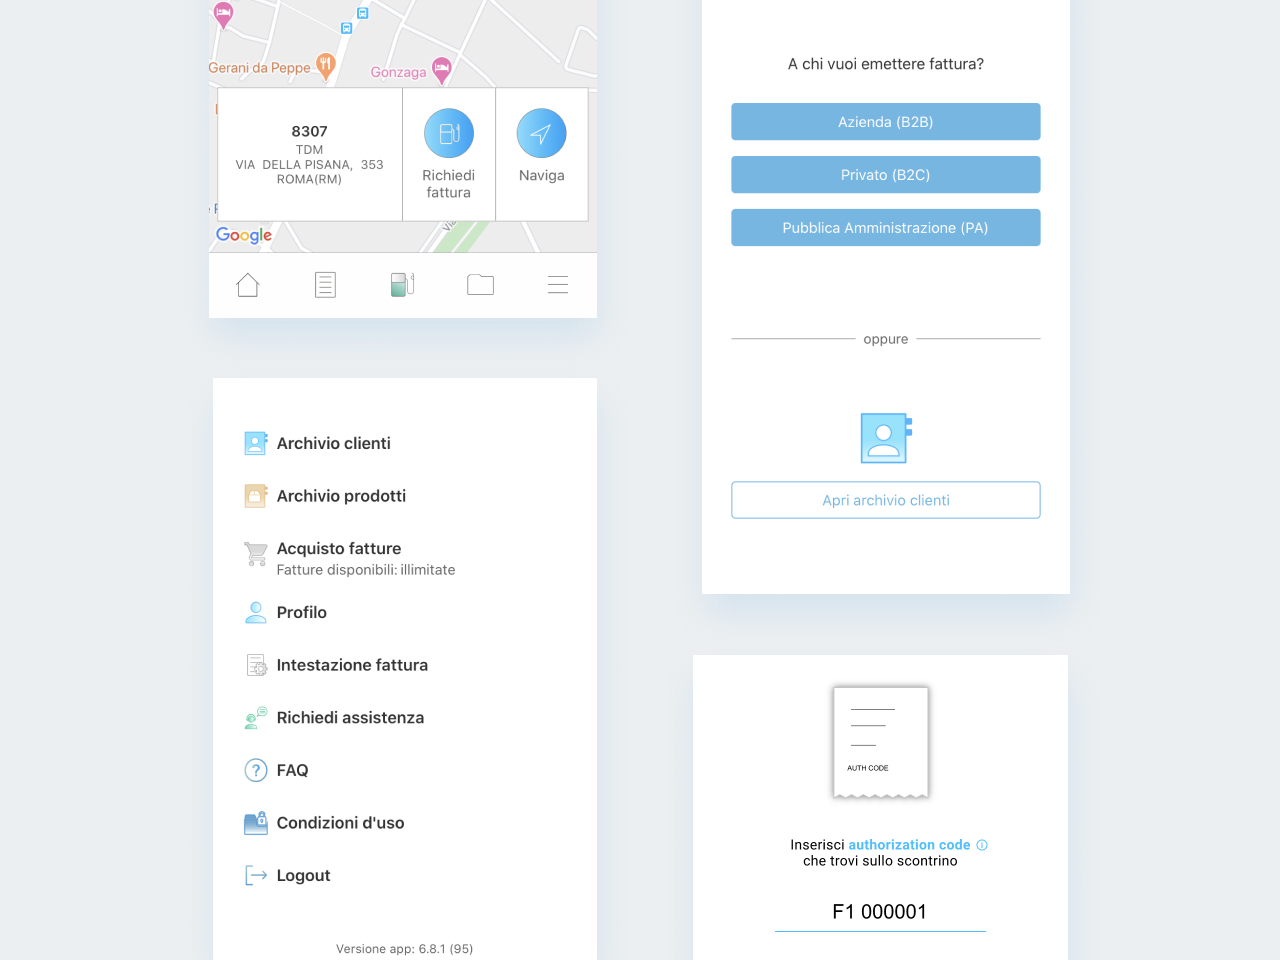 Gerani da Peppe
Gonzaga
8307
TDM
VIA DELLA PISANA, 353
ROMA(RM)
Richiedi
fattura
Naviga
Google
Archivio clienti
Archivio prodotti
Acquisto fatture
Fatture disponibili: illimitate
Profilo
Intestazione fattura
Richiedi assistenza
FAQ
Condizioni d'uso
Logout
Versione app: 6.8.1 (95)
A chi vuoi emettere fattura?
Azienda (B2B)
Privato (B2C)
Pubblica Amministrazione (PA)
oppure
Apri archivio clienti
AUTH CODE
Inserisci authorization code
che trovi sullo scontrino
F1 000001